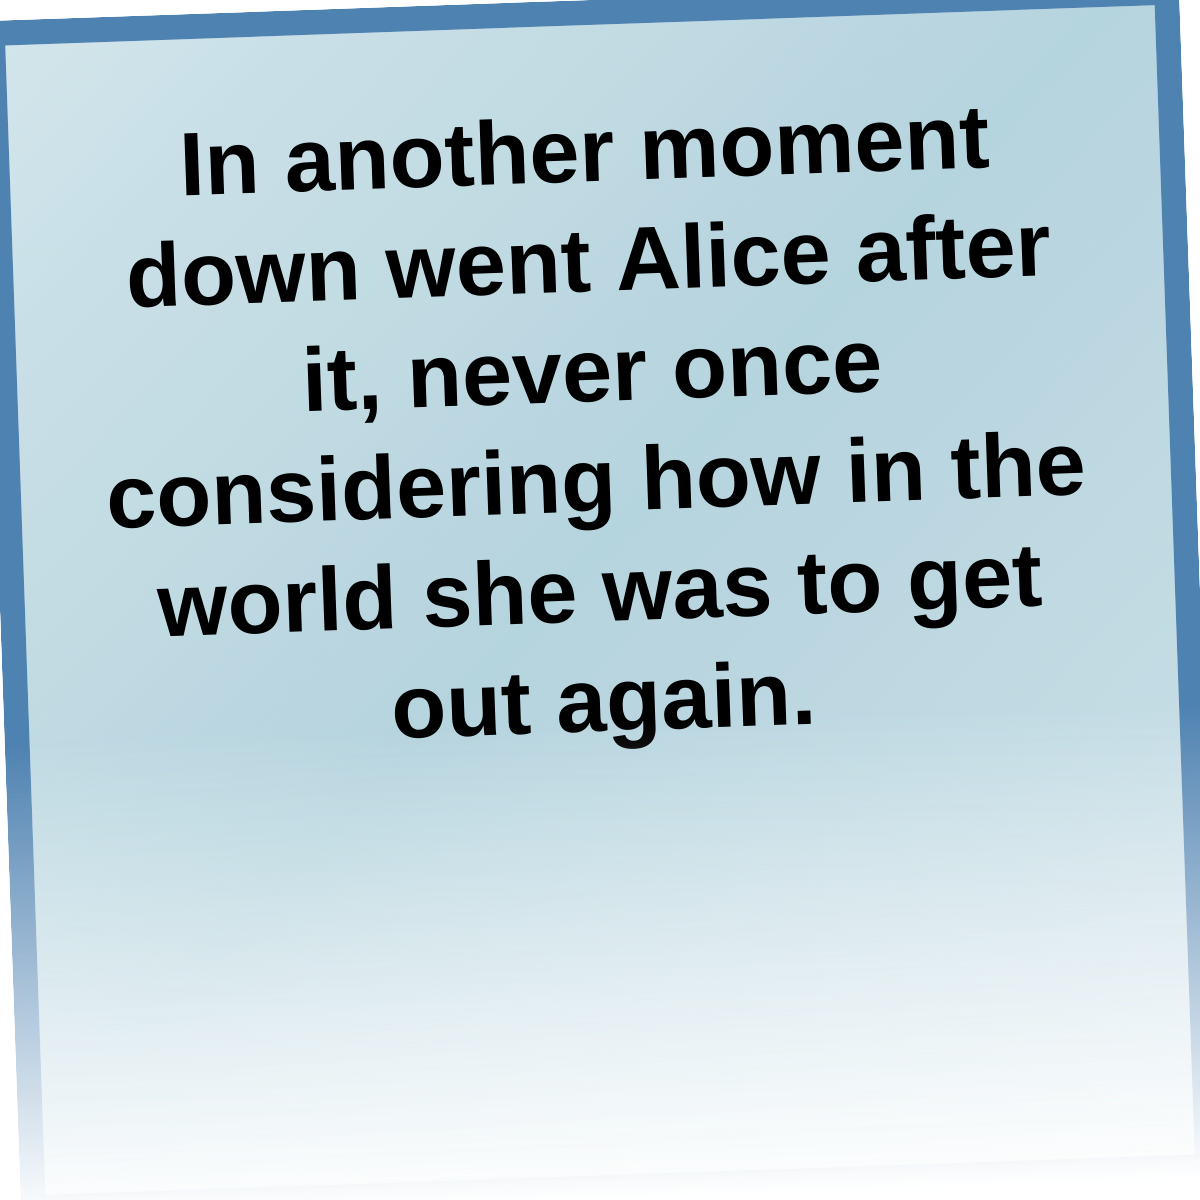 In another moment
down went Alice after
it, never once
considering how in the
world she was to get
out again.